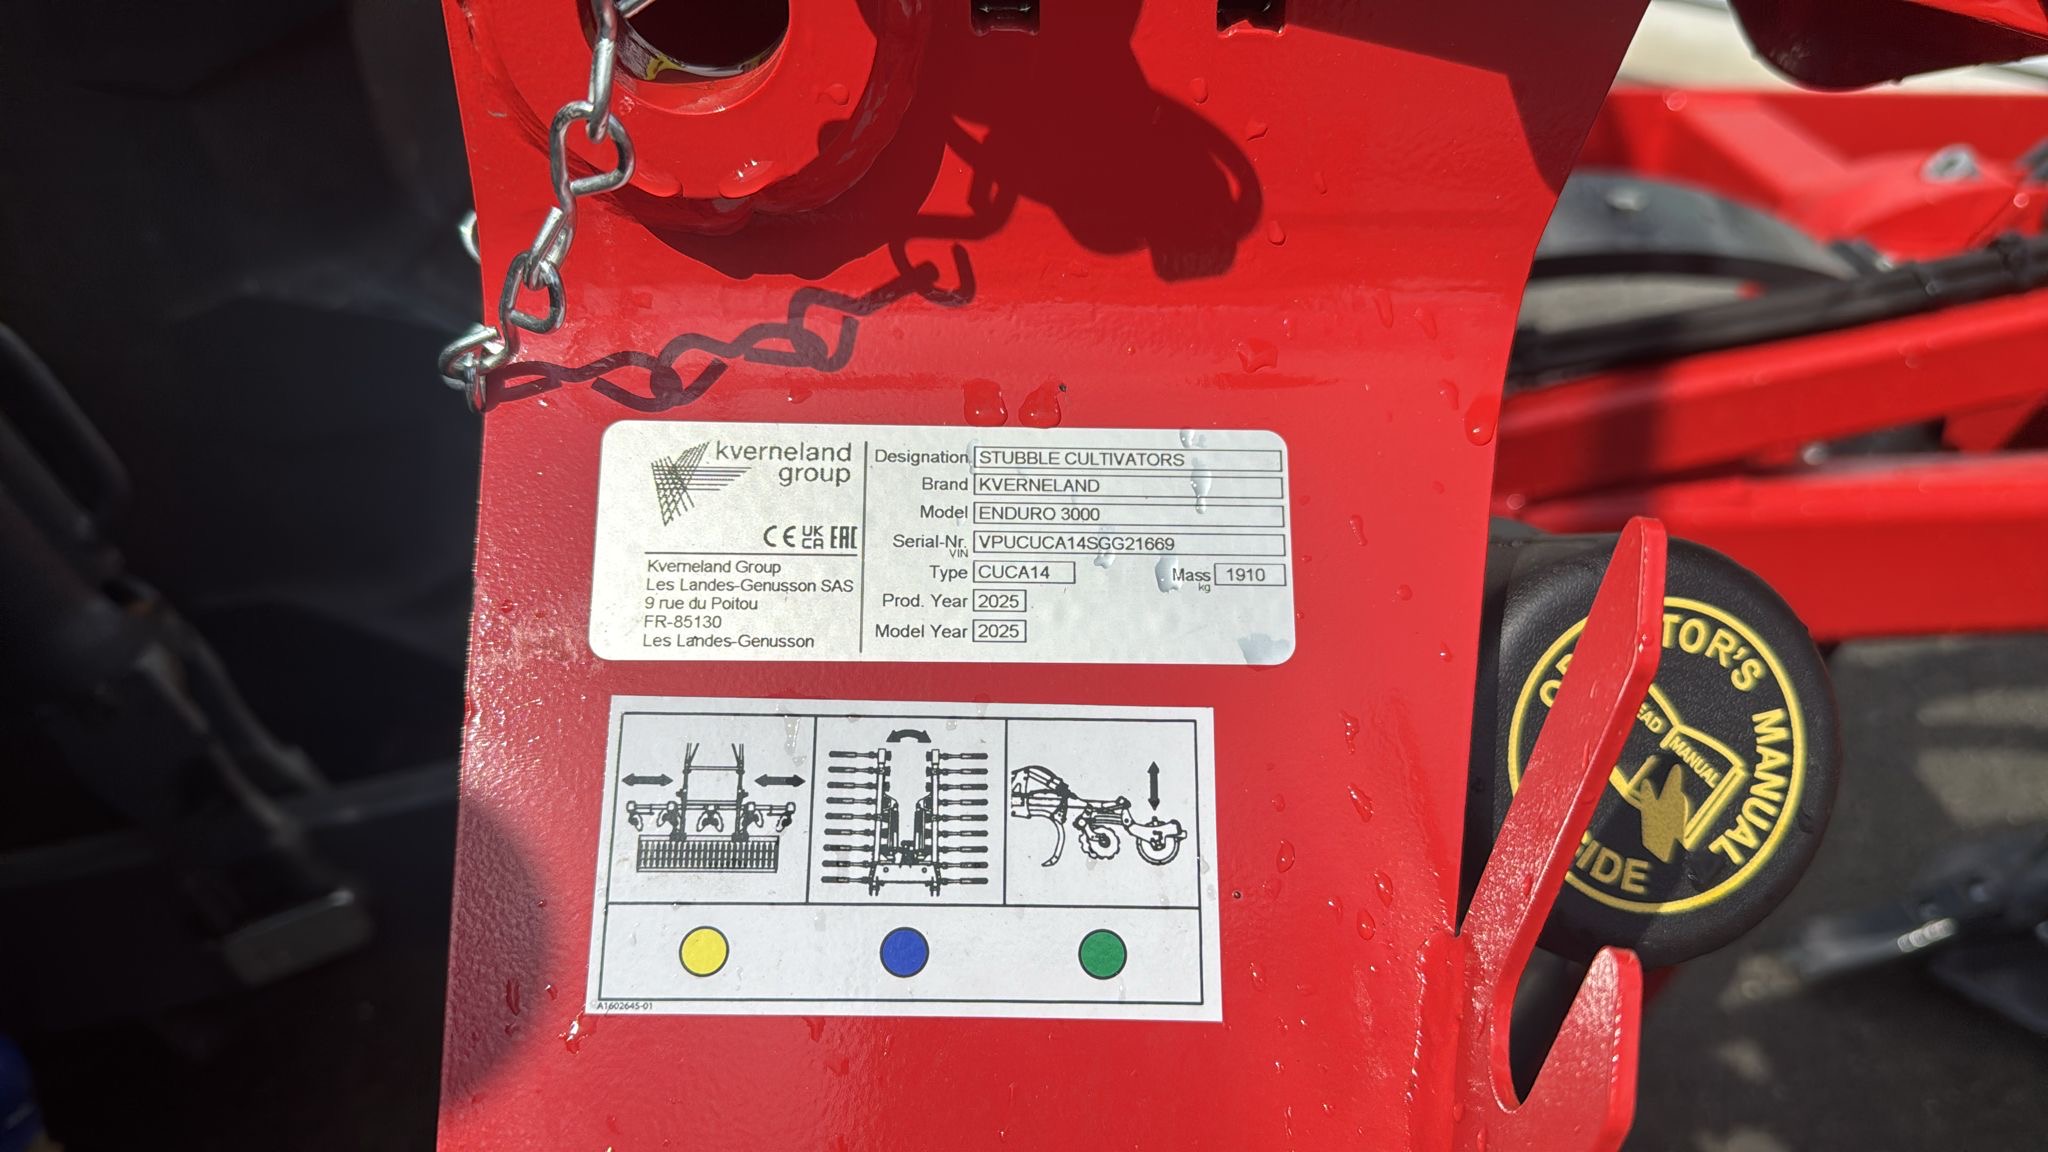 kverneland
group
CE UK CA EAC
Kverneland Group
Les Landes-Genusson SAS
9 rue du Poitou
FR-85130
Les Landes-Genusson
Designation STUBBLE CULTIVATORS
Brand KVERNELAND
Model ENDURO 3000
Serial-Nr. VIN VPUCUCA14SGG21669
Type CUCA14 Mass kg 1910
Prod. Year 2025
Model Year 2025
A1602645-01
MANUAL
MANUAL